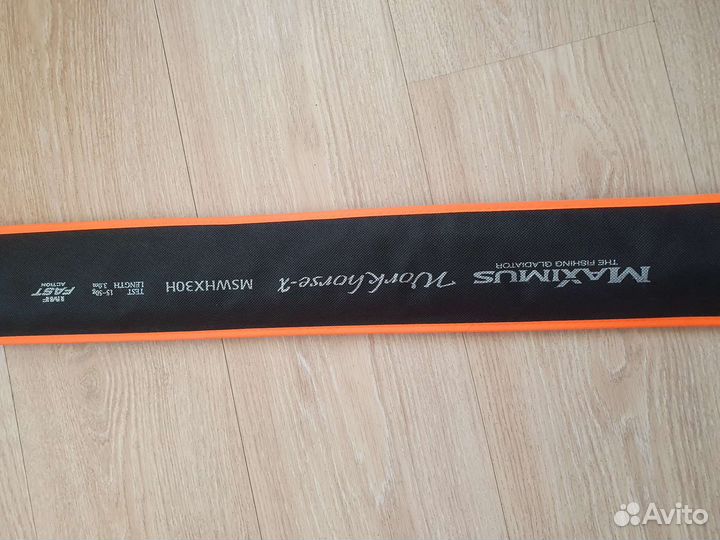 MAXIMUS
THE FISHING GLADIATOR
Workhorse-X
MSWHX30H
TEST 15-50g
LENGTH 3.0m
FAST
ACTION
Avito